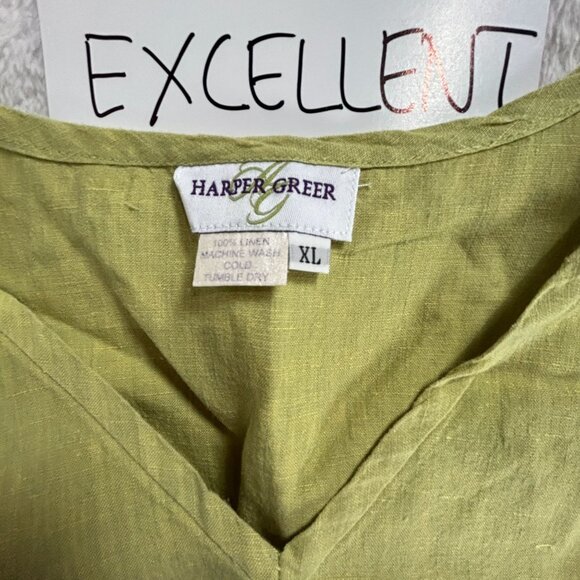 EXCELLENT
HARPER GREER
100% LINEN
MACHINE WASH
COLD
TUMBLE DRY
XL